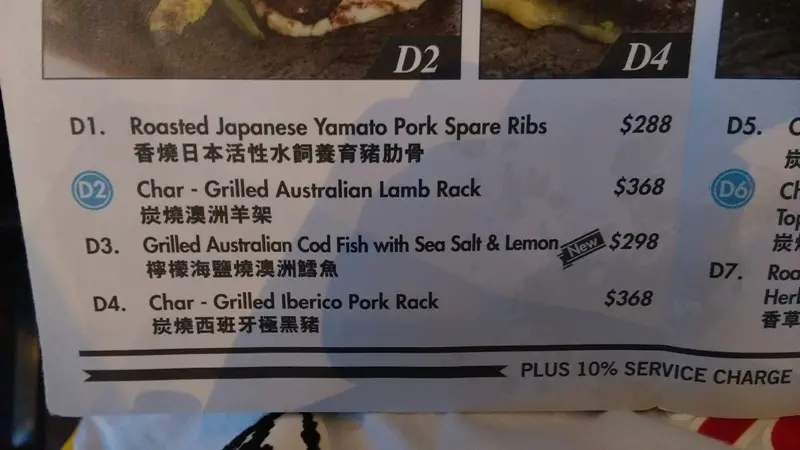 D2
D4
D1. Roasted Japanese Yamato Pork Spare Ribs $288
香燒日本活性水飼養育豬肋骨
D2 Char - Grilled Australian Lamb Rack $368
炭燒澳洲羊架
D3. Grilled Australian Cod Fish with Sea Salt & Lemon New $298
檸檬海鹽燒澳洲鱈魚
D4. Char - Grilled Iberico Pork Rack $368
炭燒西班牙極黑豬
D5.
D6
D7.
香草
PLUS 10% SERVICE CHARGE